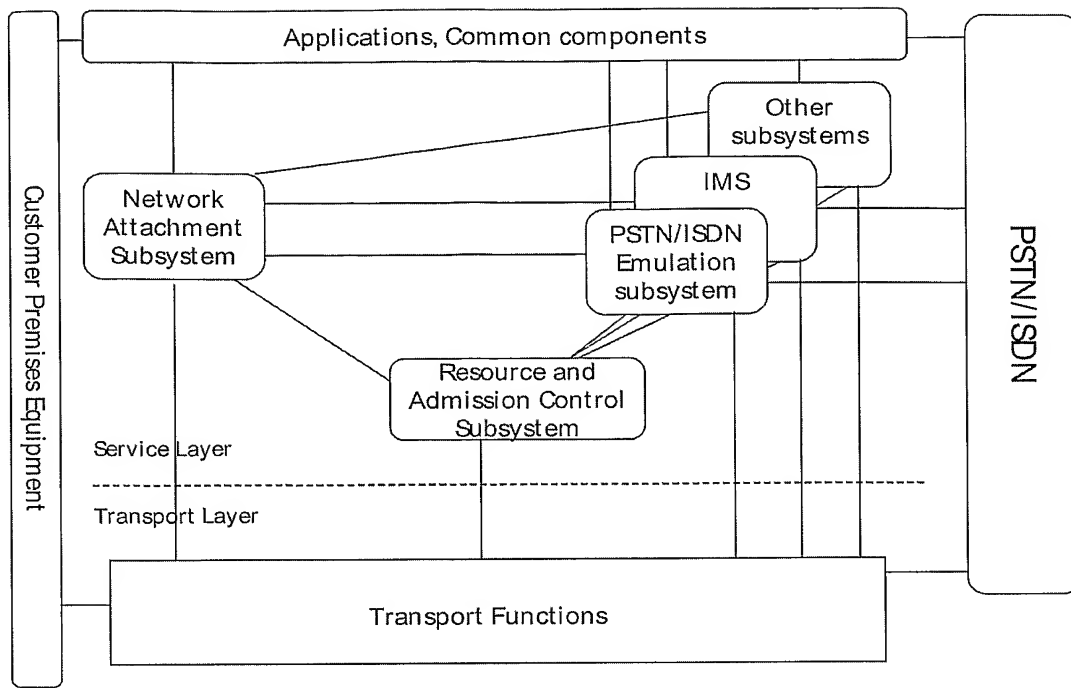 Applications, Common components
Other
subsystems
IMS
Network
Attachment
Subsystem
PSTN/ISDN
Emulation
subsystem
Resource and
Admission Control
Subsystem
Service Layer
Transport Layer
Transport Functions
Customer Premises Equipment
PSTN/ISDN